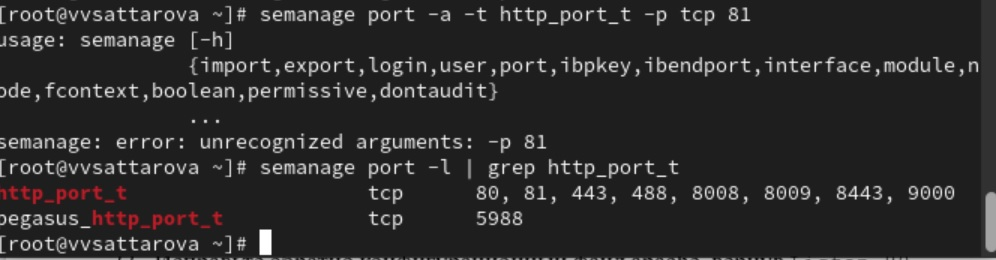 [root@vvsattarova ~]# semanage port -a -t http_port_t -p tcp 81
usage: semanage [-h]
{import,export,login,user,port,ibpkey,ibendport,interface,module,n
ode,fcontext,boolean,permissive,dontaudit}
...
semanage: error: unrecognized arguments: -p 81
[root@vvsattarova ~]# semanage port -l | grep http_port_t
http_port_t tcp 80, 81, 443, 488, 8008, 8009, 8443, 9000
pegasus_http_port_t tcp 5988
[root@vvsattarova ~]#